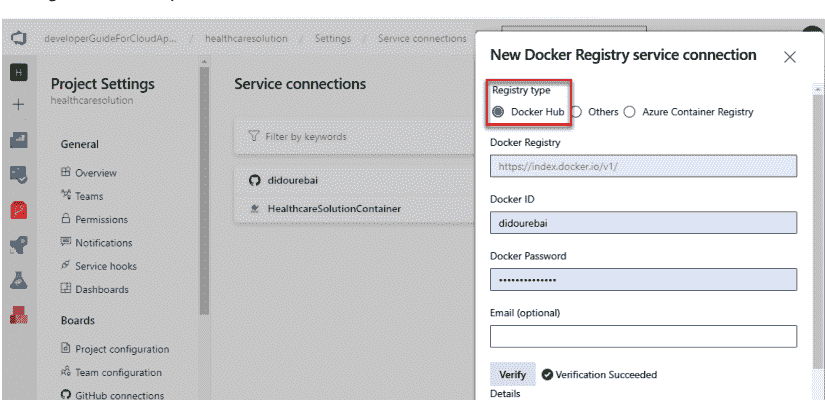 developerGuideForCloudAp... / healthcaresolution / Settings / Service connections
H
Project Settings
healthcaresolution
General
Overview
Teams
Permissions
Notifications
Service hooks
Dashboards
Boards
Project configuration
Team configuration
GitHub connections
Service connections
Filter by keywords
didourebai
HealthcareSolutionContainer
New Docker Registry service connection
Registry type
Docker Hub Others Azure Container Registry
Docker Registry
https://index.docker.io/v1/
Docker ID
didourebai
Docker Password
••••••••••••••
Email (optional)
Verify Verification Succeeded
Details